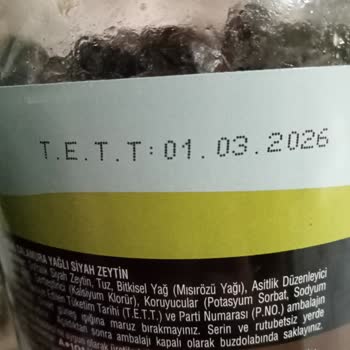 T.E.T.T:01.03.2026
SALAMURA YAĞLI SİYAH ZEYTİN
Siyah Zeytin, Tuz, Bitkisel Yağ (Mısırözü Yağı), Asitlik Düzenleyici
(Kalsiyum Klorür), Koruyucular (Potasyum Sorbat, Sodyum
Edilen Tüketim Tarihi (T.E.T.T.) ve Parti Numarası (P.NO.) ambalajın
güneş ışığına maruz bırakmayınız. Serin ve rutubetsiz yerde
sonra ambalajı kapalı olarak buzdolabında saklayınız.